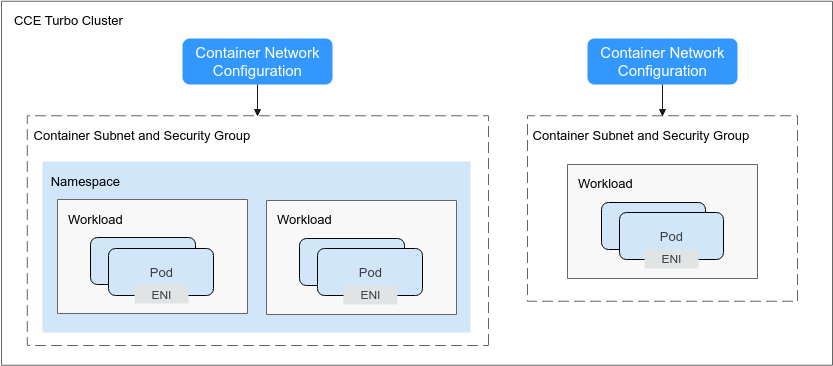 CCE Turbo Cluster
Container Network
Configuration
Container Network
Configuration
Container Subnet and Security Group
Namespace
Workload
Pod
ENI
Workload
Pod
ENI
Container Subnet and Security Group
Workload
Pod
ENI